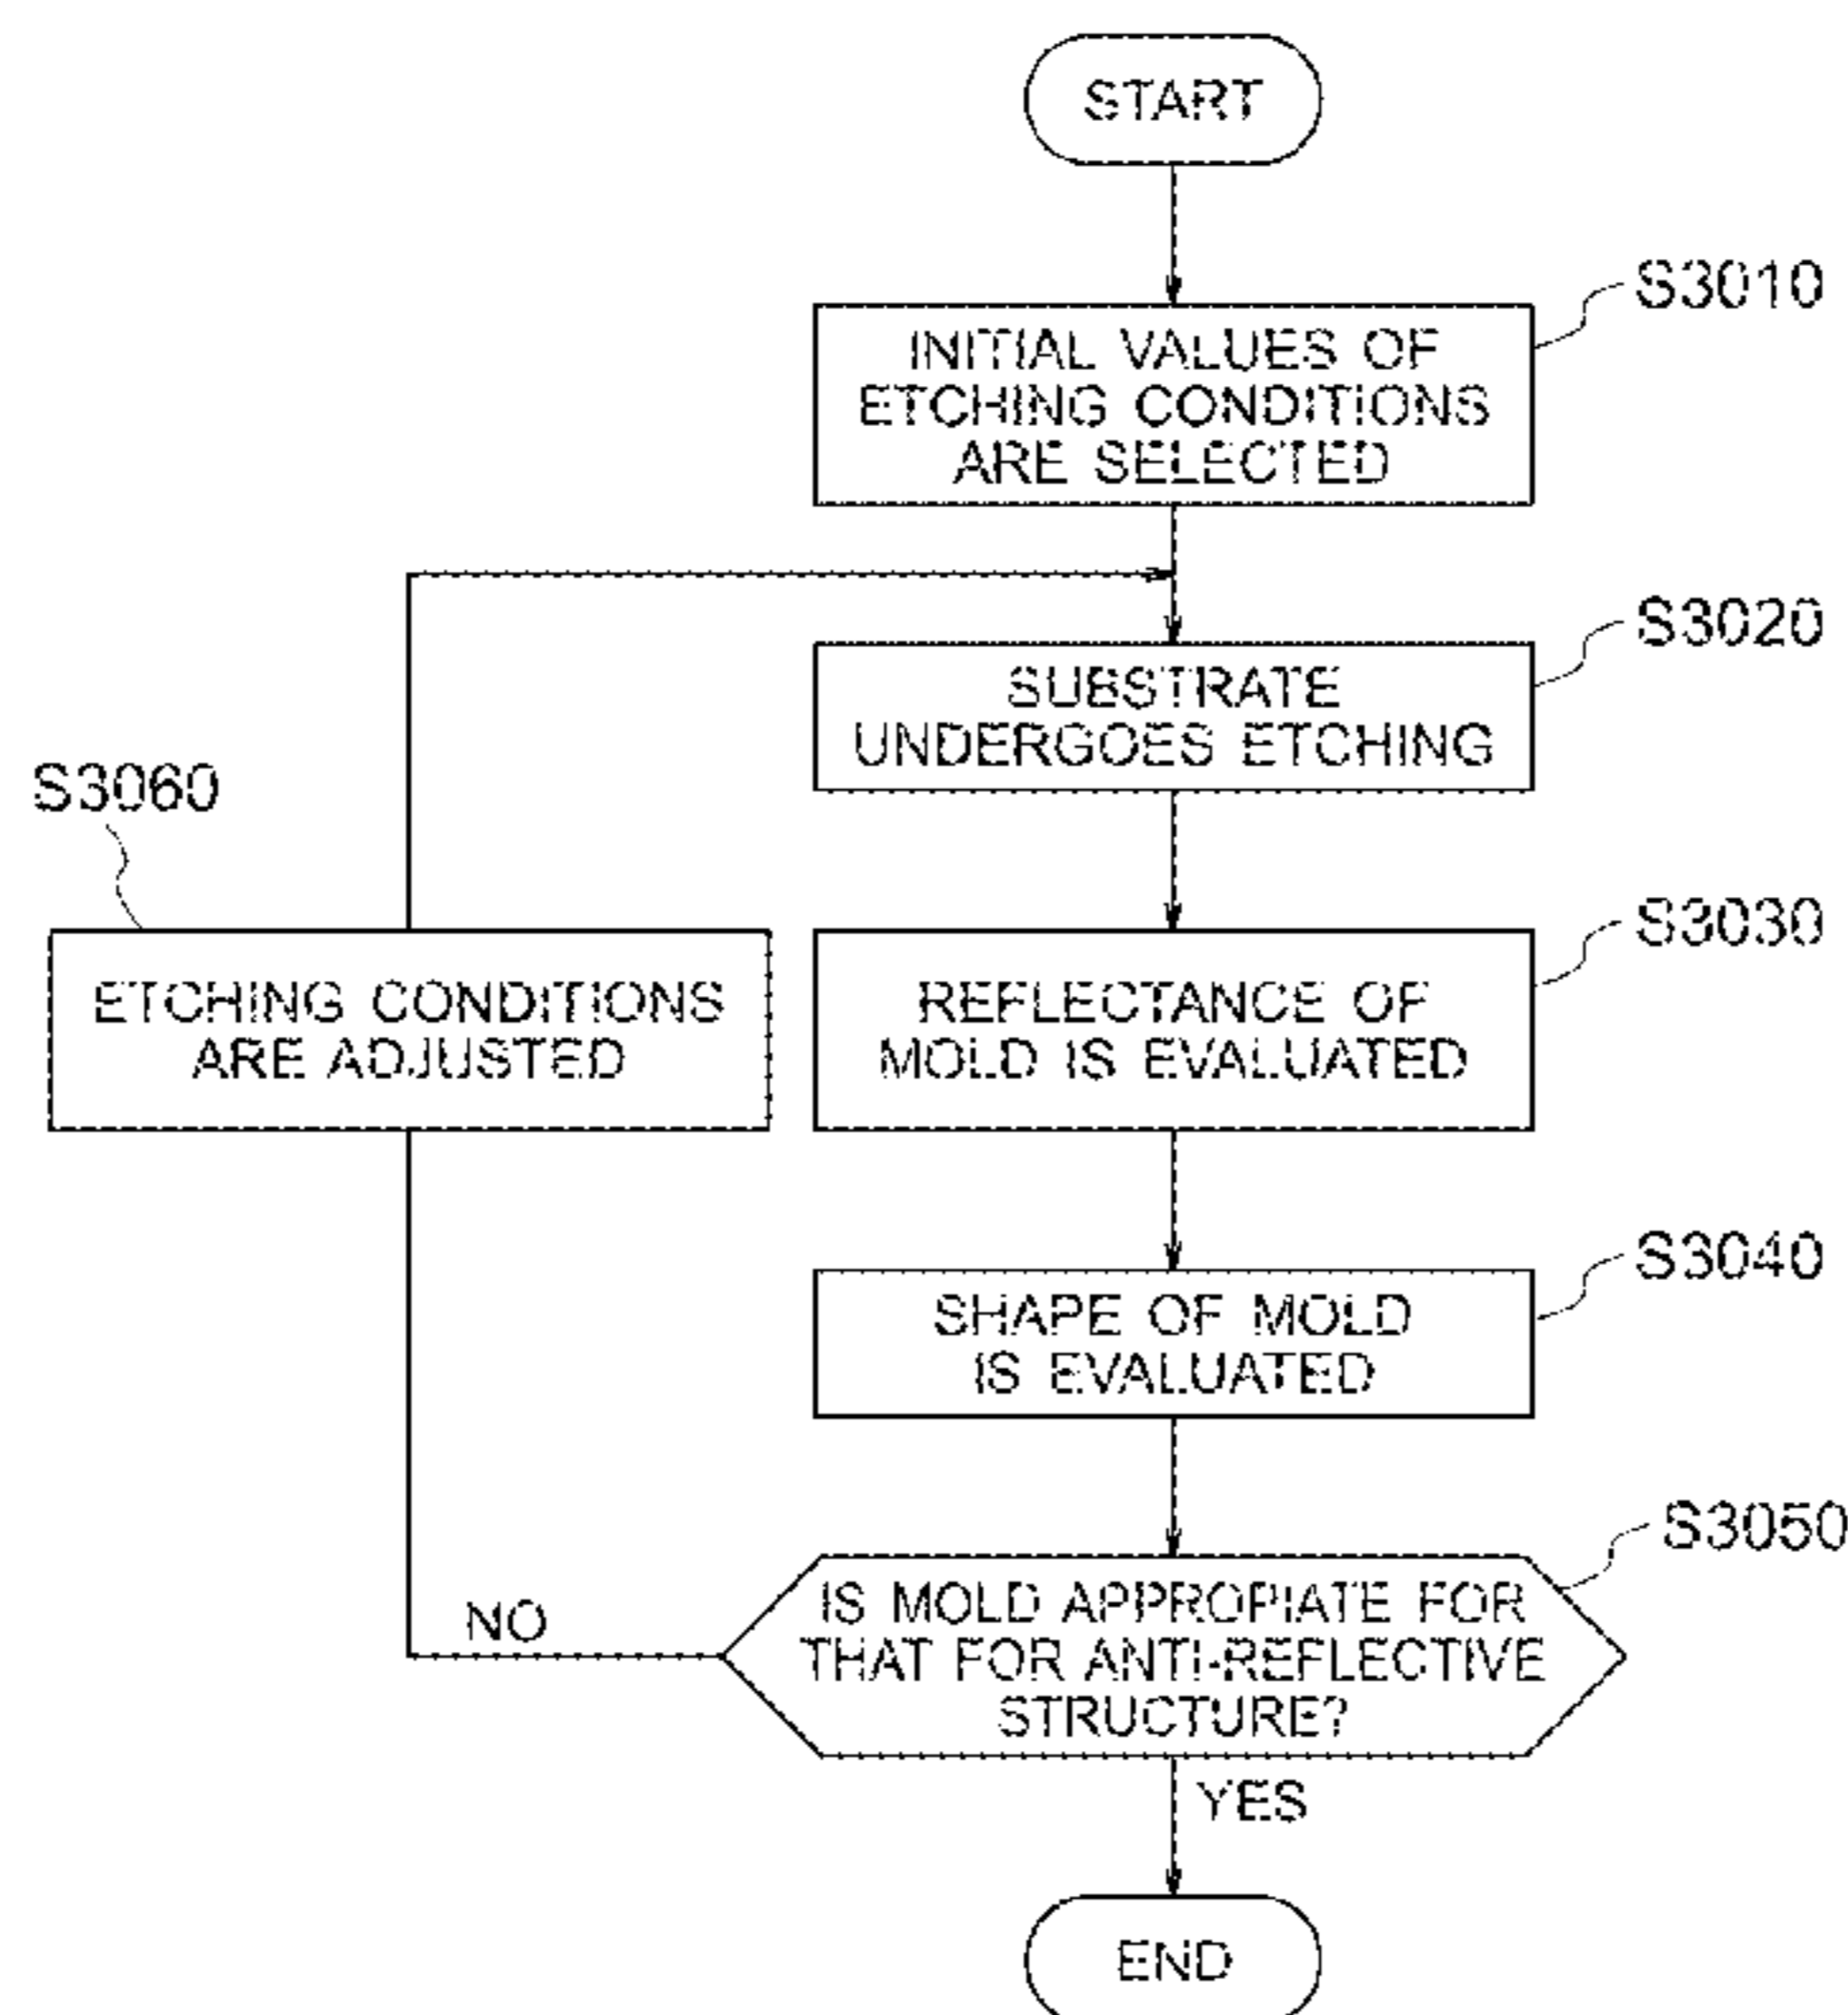 START
S3010
INITIAL VALUES OF
ETCHING CONDITIONS
ARE SELECTED
S3020
SUBSTRATE
UNDERGOES ETCHING
S3060
ETCHING CONDITIONS
ARE ADJUSTED
S3030
REFLECTANCE OF
MOLD IS EVALUATED
S3040
SHAPE OF MOLD
IS EVALUATED
S3050
IS MOLD APPROPIATE FOR
THAT FOR ANTI-REFLECTIVE
STRUCTURE?
NO
YES
END